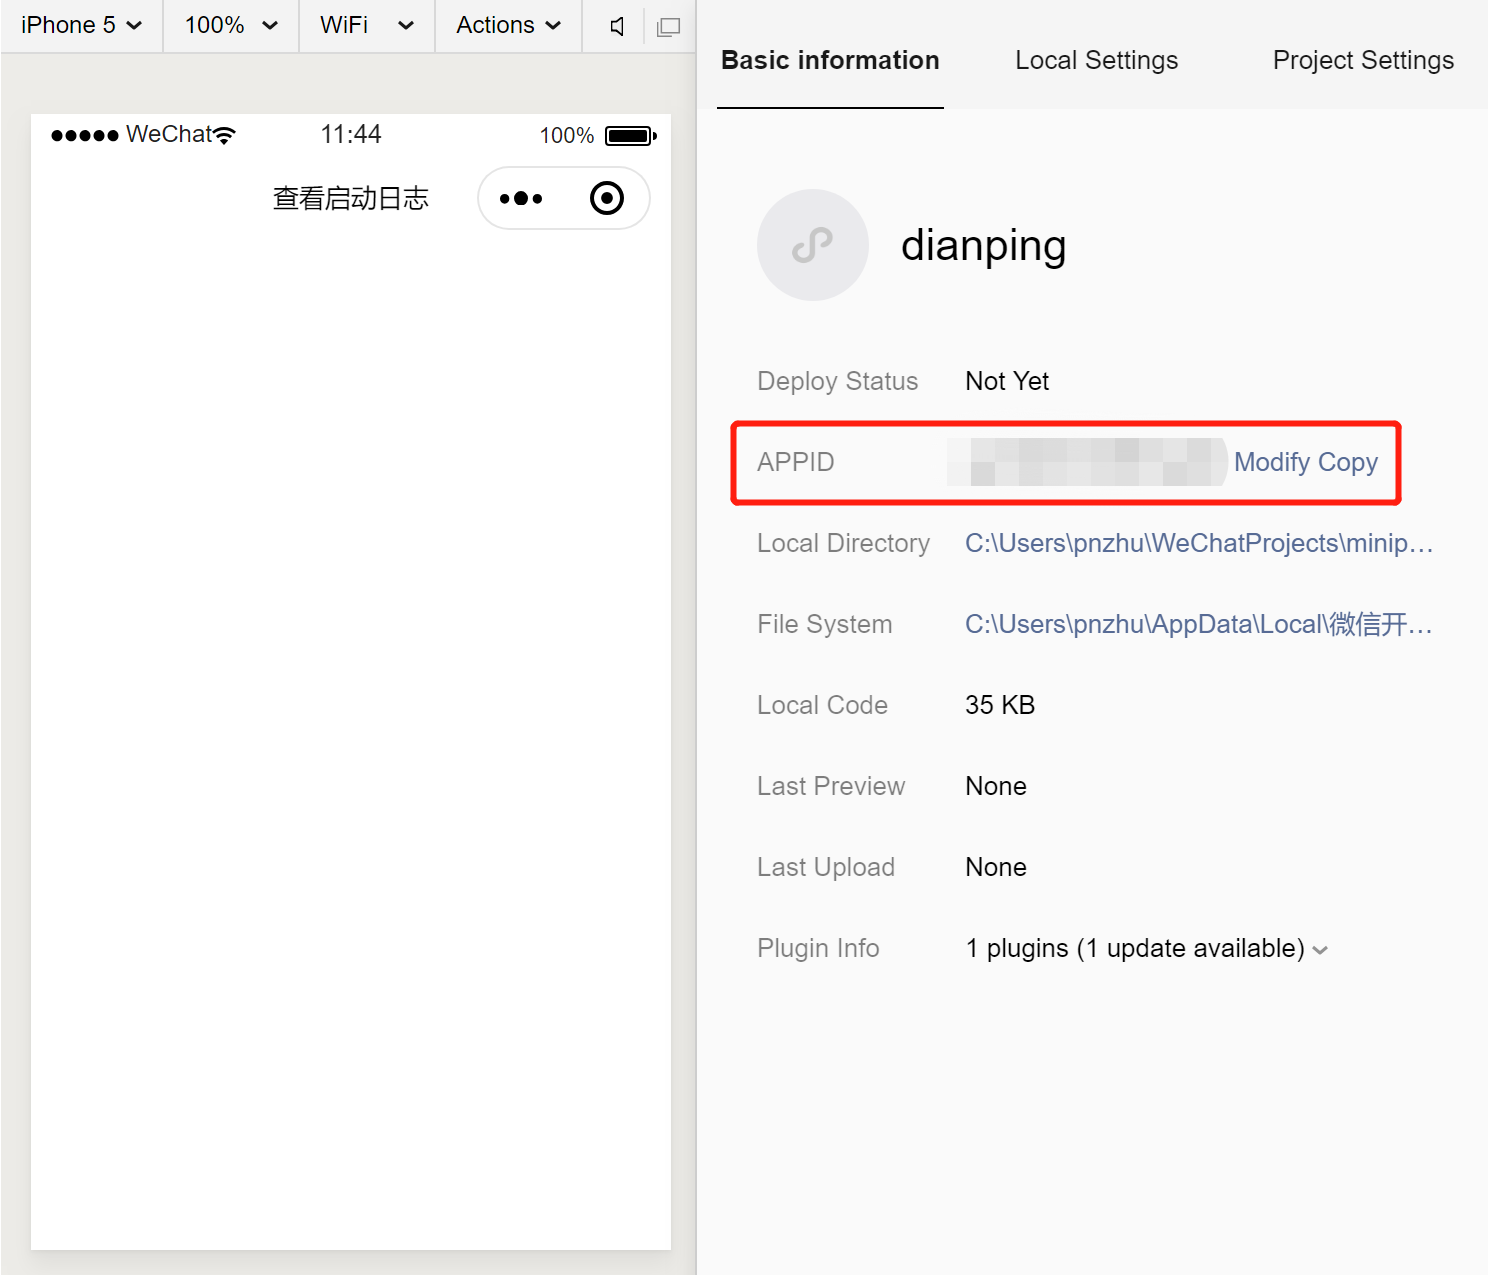 iPhone 5 100% WiFi Actions
WeChat 11:44 100%
查看启动日志
Basic information Local Settings Project Settings
dianping
Deploy Status Not Yet
APPID Modify Copy
Local Directory C:\Users\pnzhu\WeChatProjects\minip...
File System C:\Users\pnzhu\AppData\Local\微信开...
Local Code 35 KB
Last Preview None
Last Upload None
Plugin Info 1 plugins (1 update available)